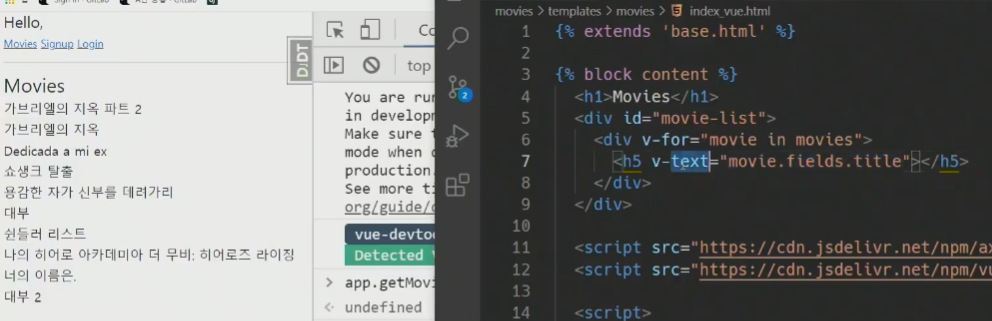 Hello,
Movies Signup Login
Movies
가브리엘의 지옥 파트 2
가브리엘의 지옥
Dedicada a mi ex
쇼생크 탈출
용감한 자가 신부를 데려가리
대부
쉰들러 리스트
나의 히어로 아카데미아 더 무비: 히어로즈 라이징
너의 이름은.
대부 2
DjDT
top
You are run
in develop
Make sure
mode when
production.
See more ti
org/guide/
vue-devto
Detected
> app.getMov
undefined
2
movies > templates > movies > index_vue.html
1 {% extends 'base.html' %}
2
3 {% block content %}
4 <h1>Movies</h1>
5 <div id="movie-list">
6 <div v-for="movie in movies">
7 <h5 v-text="movie.fields.title"></h5>
8 </div>
9 </div>
10
11 <script src="https://cdn.jsdelivr.net/npm/ax
12 <script src="https://cdn.jsdelivr.net/npm/vu
13
14 <script>